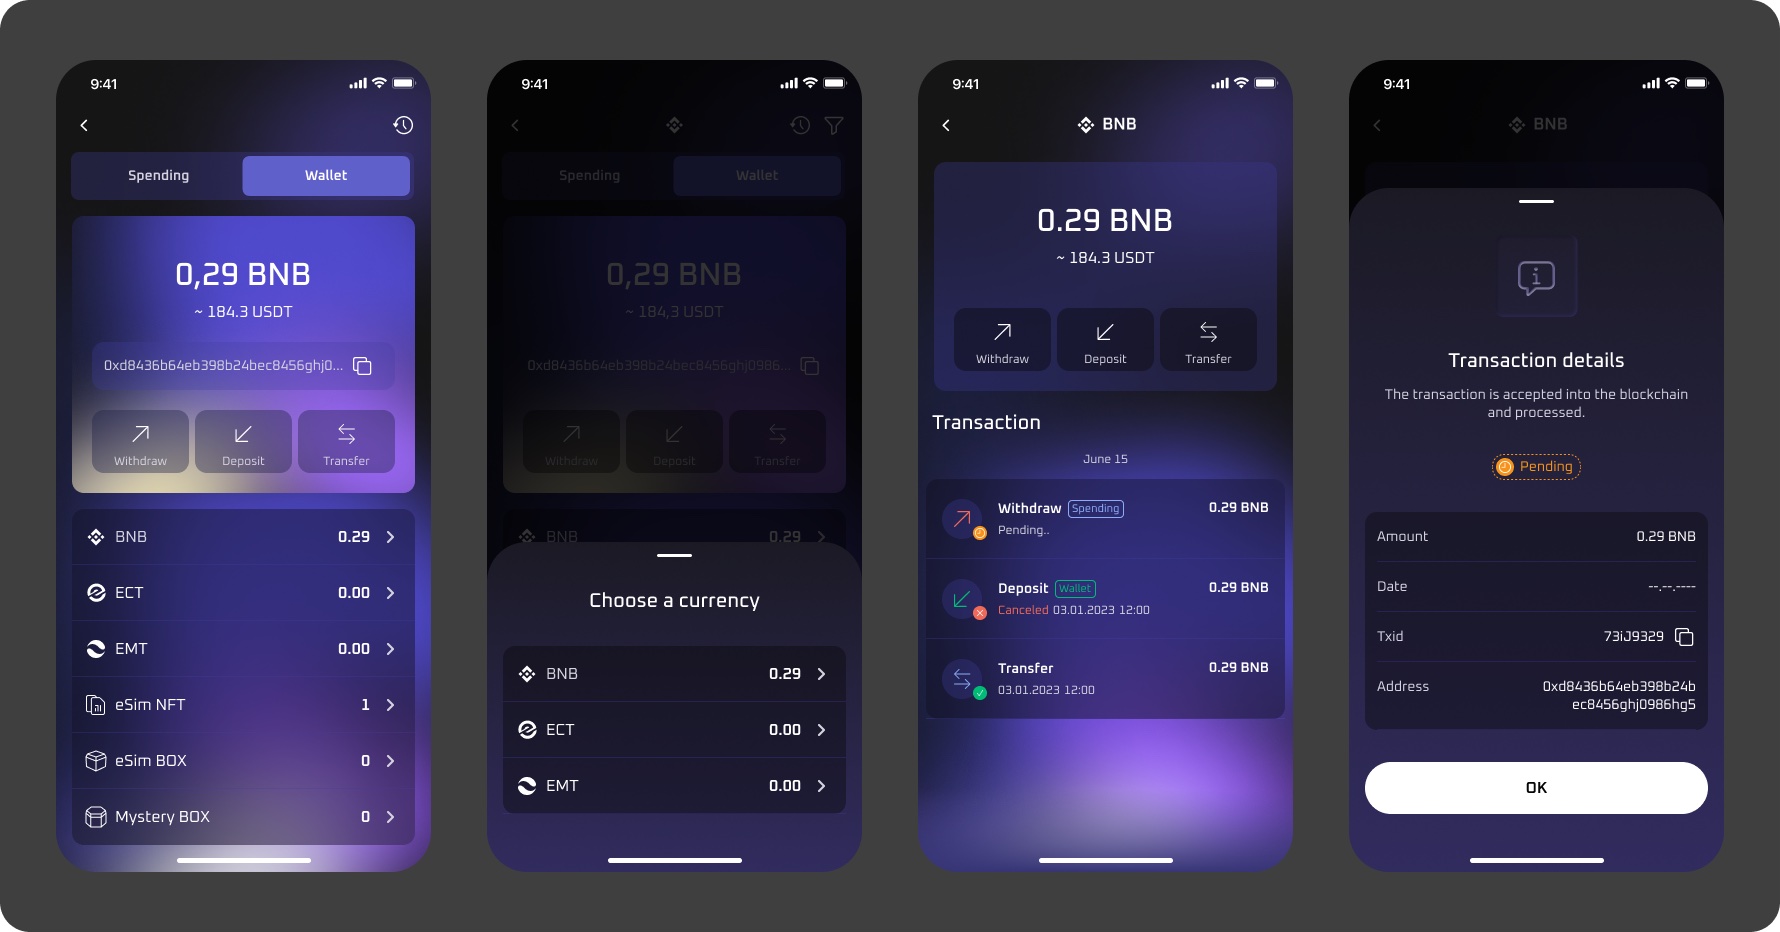 9:41
Spending
Wallet
0,29 BNB
~ 184.3 USDT
0xd8436b64eb398b24bec8456ghj0...
Withdraw
Deposit
Transfer
BNB
0.29
ECT
0.00
EMT
0.00
eSim NFT
1
eSim BOX
0
Mystery BOX
0
9:41
Spending
Wallet
0,29 BNB
~ 184,3 USDT
0xd8436b64eb398b24bec8456ghj0986...
Withdraw
Deposit
Transfer
BNB
0.29
Choose a currency
BNB
0.29
ECT
0.00
EMT
0.00
9:41
BNB
0.29 BNB
~ 184.3 USDT
Withdraw
Deposit
Transfer
Transaction
June 15
Withdraw Spending 0.29 BNB
Pending..
Deposit Wallet 0.29 BNB
Canceled 03.01.2023 12:00
Transfer 0.29 BNB
03.01.2023 12:00
9:41
BNB
Transaction details
The transaction is accepted into the blockchain
and processed.
Pending
Amount 0.29 BNB
Date --.--.----
Txid 73iJ9329
Address 0xd8436b64eb398b24b
ec8456ghj0986hg5
OK